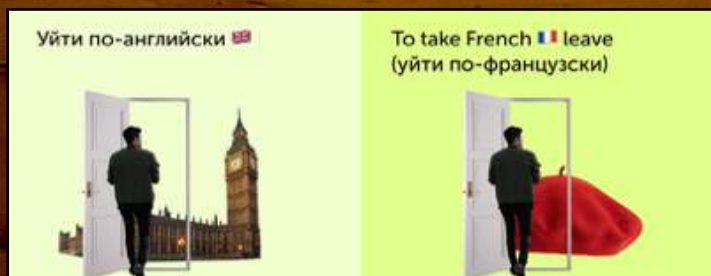 Уйти по-английски 🇬🇧
To take French 🇫🇷 leave
(уйти по-французски)